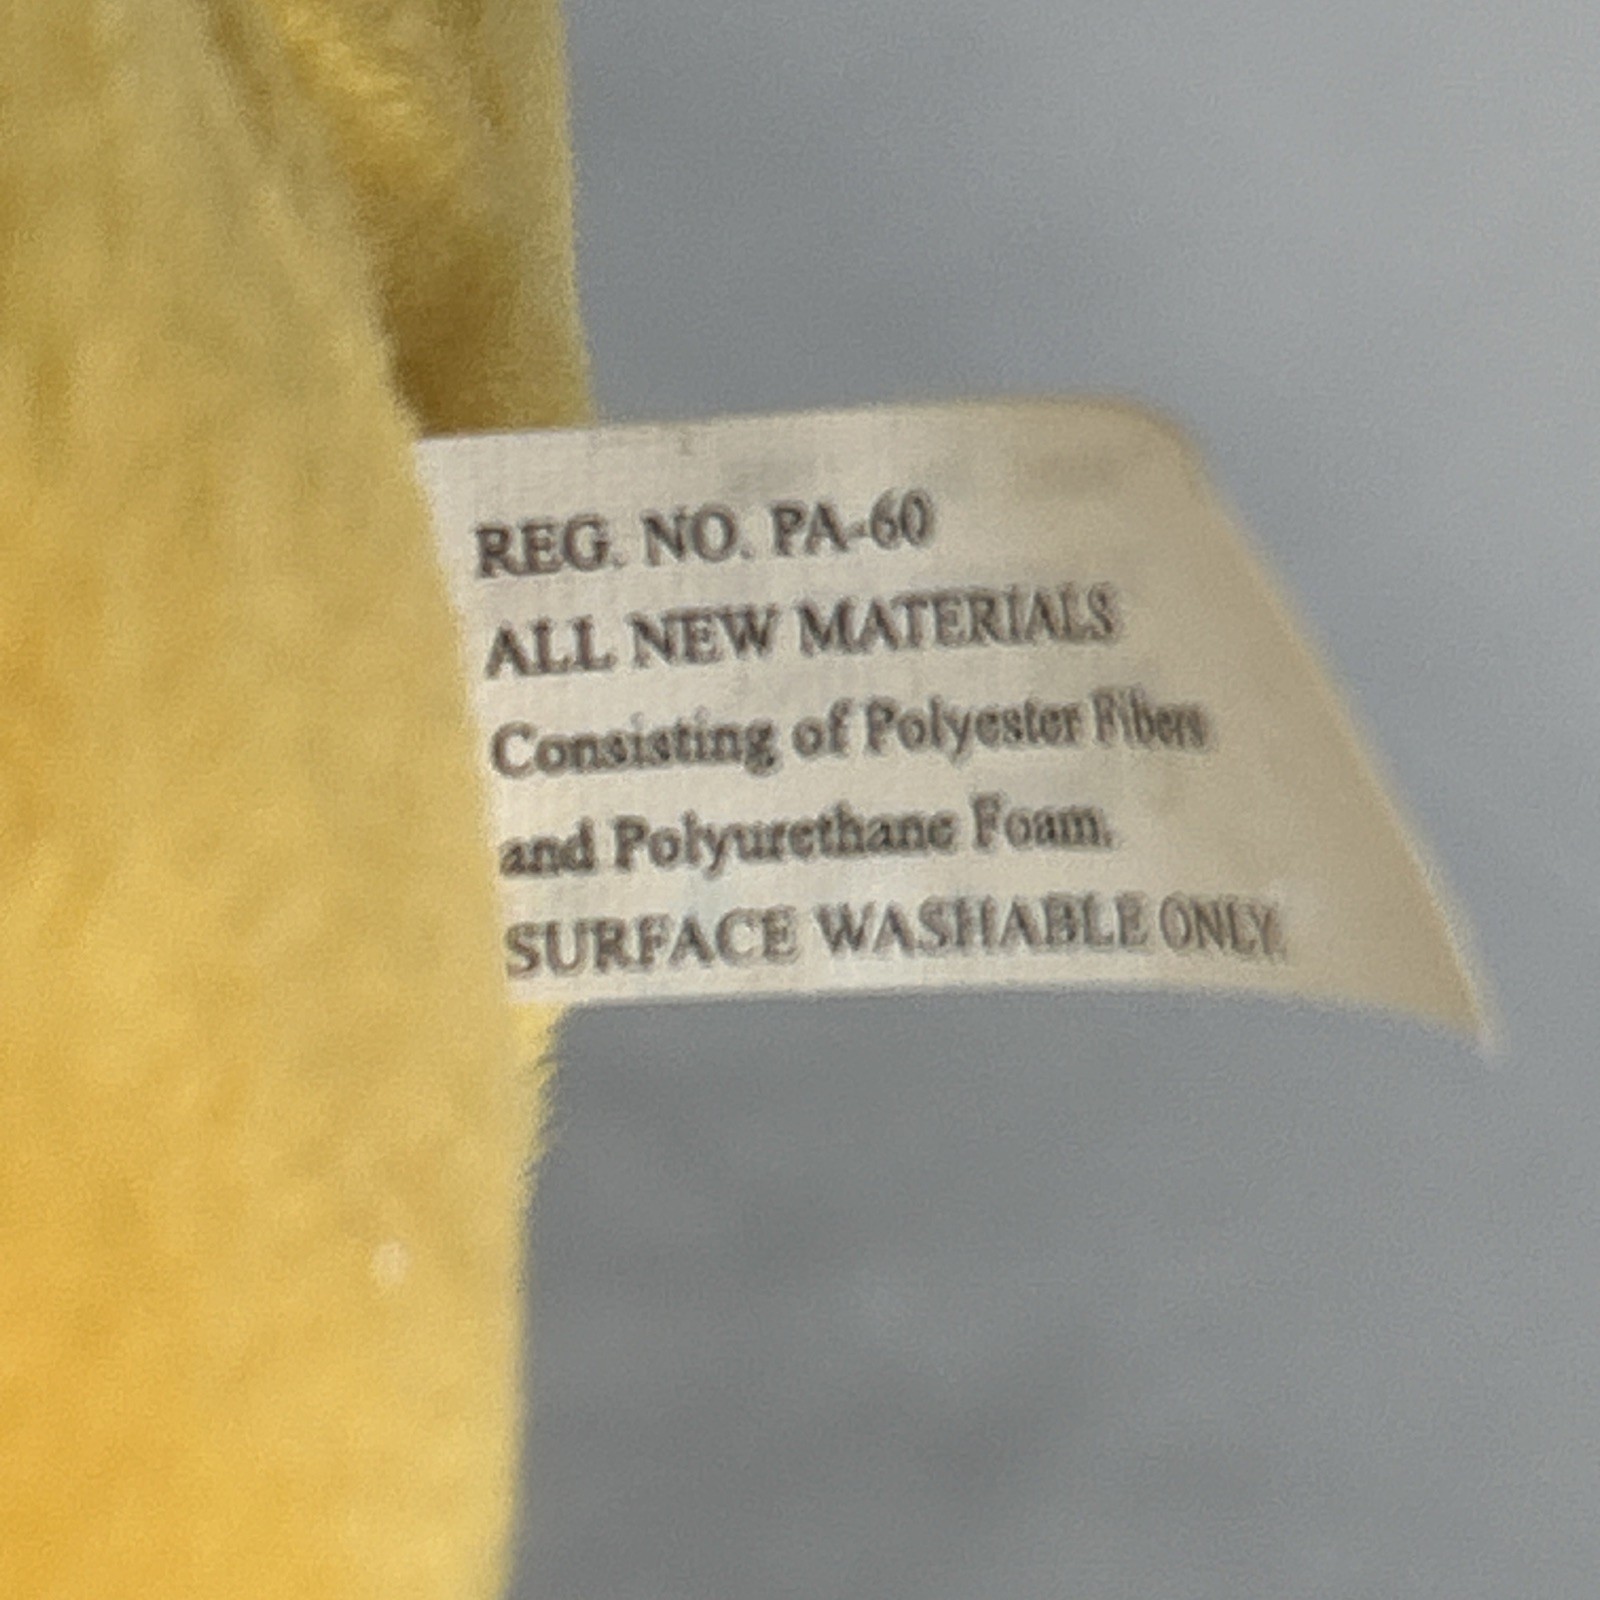 REG. NO. PA-60
ALL NEW MATERIALS
Consisting of Polyester Fibers
and Polyurethane Foam.
SURFACE WASHABLE ONLY.